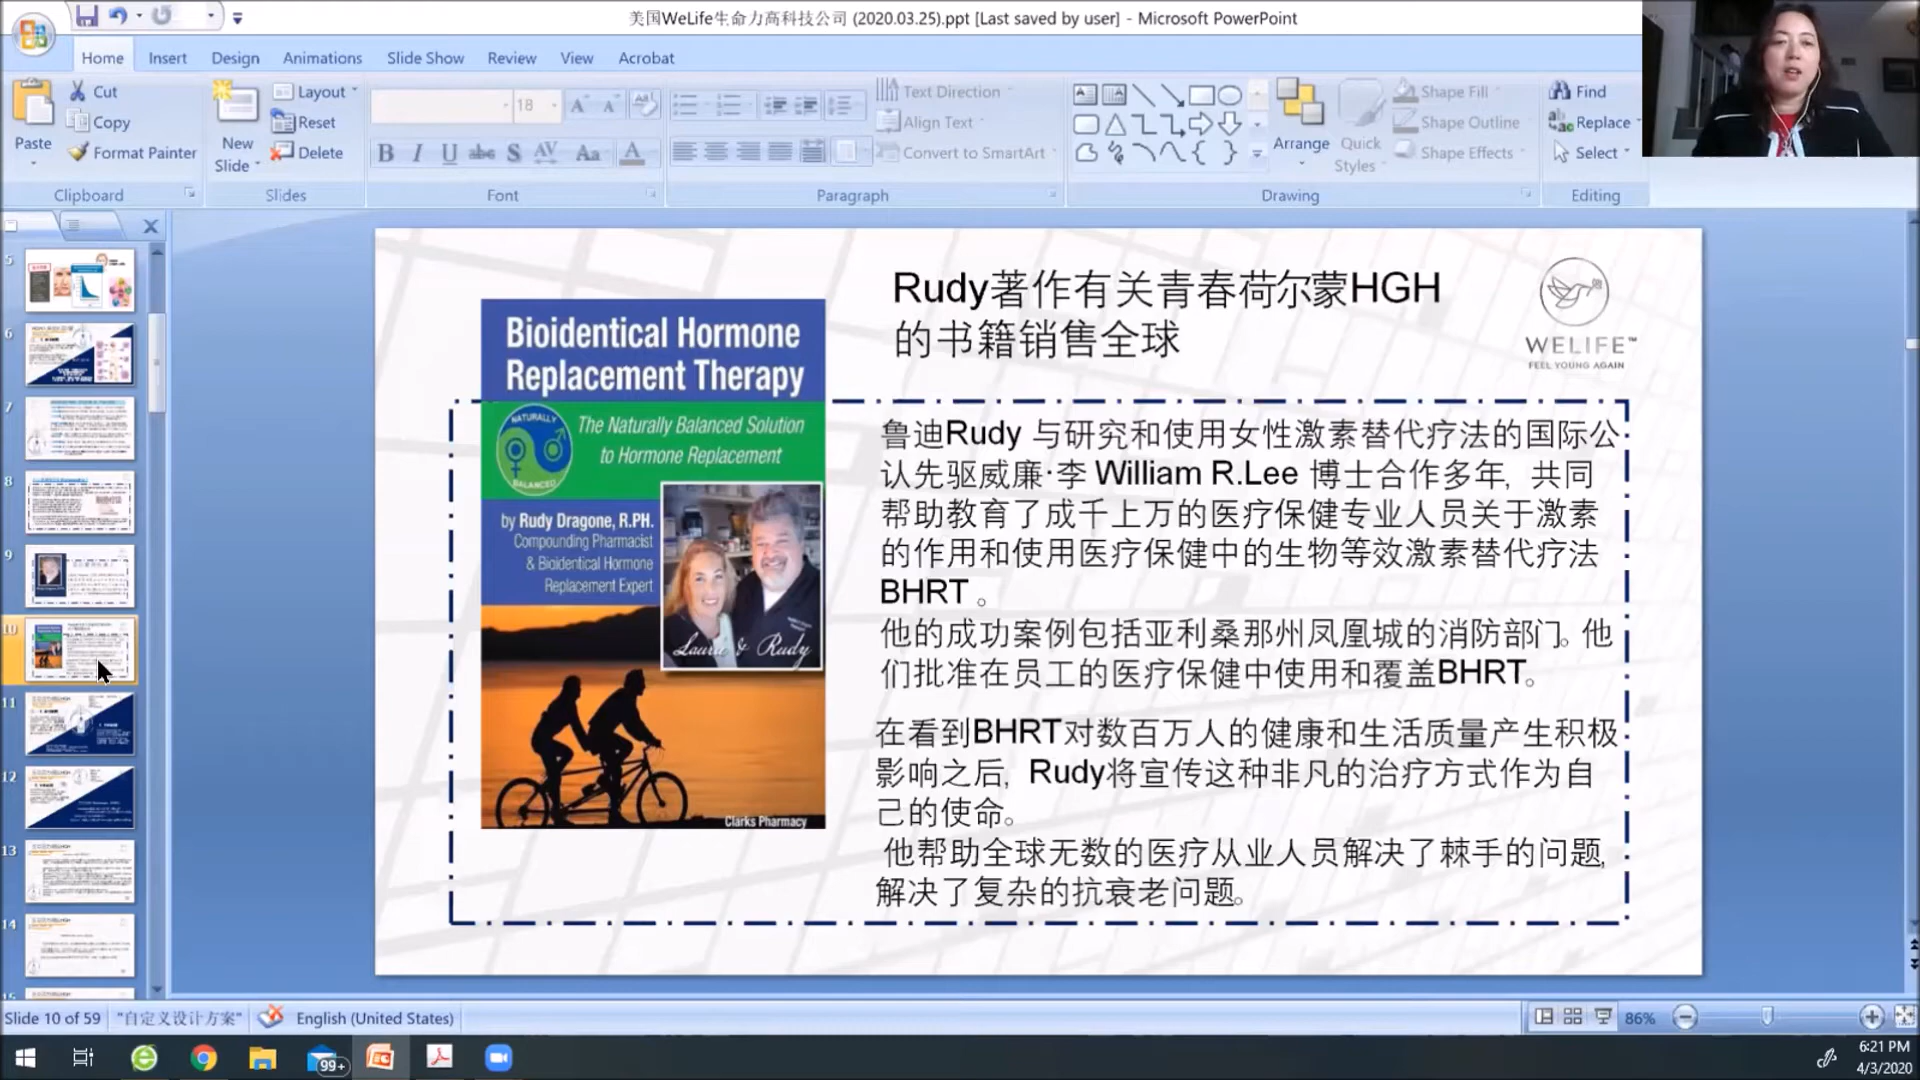 美国WeLife生命力高科技公司 (2020.03.25).ppt [Last saved by user] - Microsoft PowerPoint
Home Insert Design Animations Slide Show Review View Acrobat
Paste
Cut
Copy
Format Painter
Clipboard
New Slide
Layout
Reset
Delete
Slides
18
B I U abc S AV Aa A
Font
Text Direction
Align Text
Convert to SmartArt
Paragraph
Arrange
Quick Styles
Shape Fill
Shape Outline
Shape Effects
Drawing
Find
Replace
Select
Editing
5
6
7
8
9
10
11
12
13
14
Rudy著作有关青春荷尔蒙HGH
的书籍销售全球
WELIFE™
FEEL YOUNG AGAIN
Bioidentical Hormone
Replacement Therapy
NATURALLY
BALANCED
The Naturally Balanced Solution
to Hormone Replacement
by Rudy Dragone, R.PH.
Compounding Pharmacist
& Bioidentical Hormone
Replacement Expert
Laura & Rudy
Clarks Pharmacy
鲁迪Rudy 与研究和使用女性激素替代疗法的国际公
认先驱威廉·李 William R.Lee 博士合作多年, 共同
帮助教育了成千上万的医疗保健专业人员关于激素
的作用和使用医疗保健中的生物等效激素替代疗法
BHRT 。
他的成功案例包括亚利桑那州凤凰城的消防部门。他
们批准在员工的医疗保健中使用和覆盖BHRT。
在看到BHRT对数百万人的健康和生活质量产生积极
影响之后, Rudy将宣传这种非凡的治疗方式作为自
己的使命。
他帮助全球无数的医疗从业人员解决了棘手的问题,
解决了复杂的抗衰老问题。
Slide 10 of 59 "自定义设计方案" English (United States) 86%
99+
6:21 PM
4/3/2020